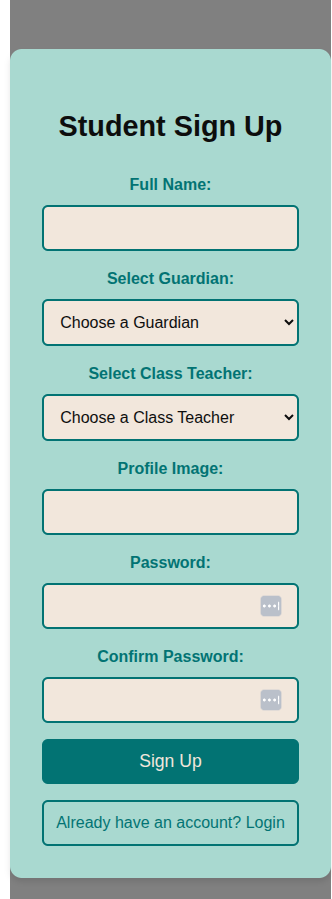 Student Sign Up
Full Name:
Select Guardian:
Choose a Guardian
Select Class Teacher:
Choose a Class Teacher
Profile Image:
Password:
Confirm Password:
Sign Up
Already have an account? Login